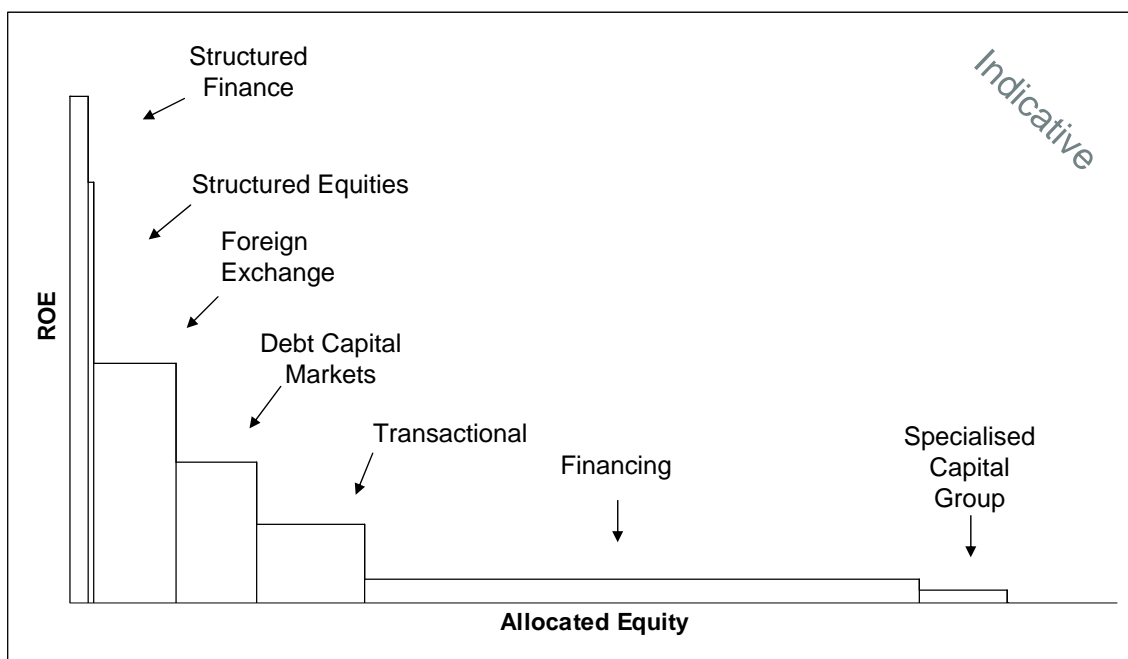 Structured
Finance
Indicative
Structured Equities
Foreign
Exchange
ROE
Debt Capital
Markets
Transactional
Financing
Specialised
Capital
Group
Allocated Equity